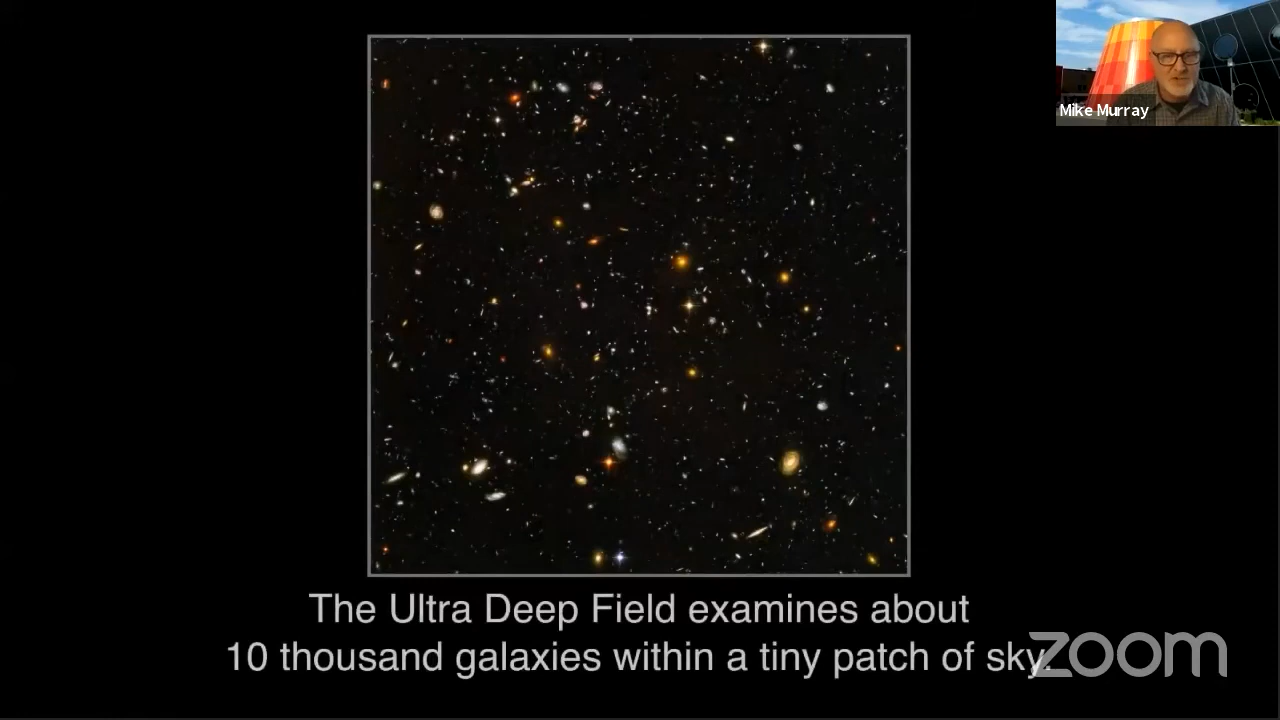 Mike Murray
The Ultra Deep Field examines about
10 thousand galaxies within a tiny patch of sky.
zoom